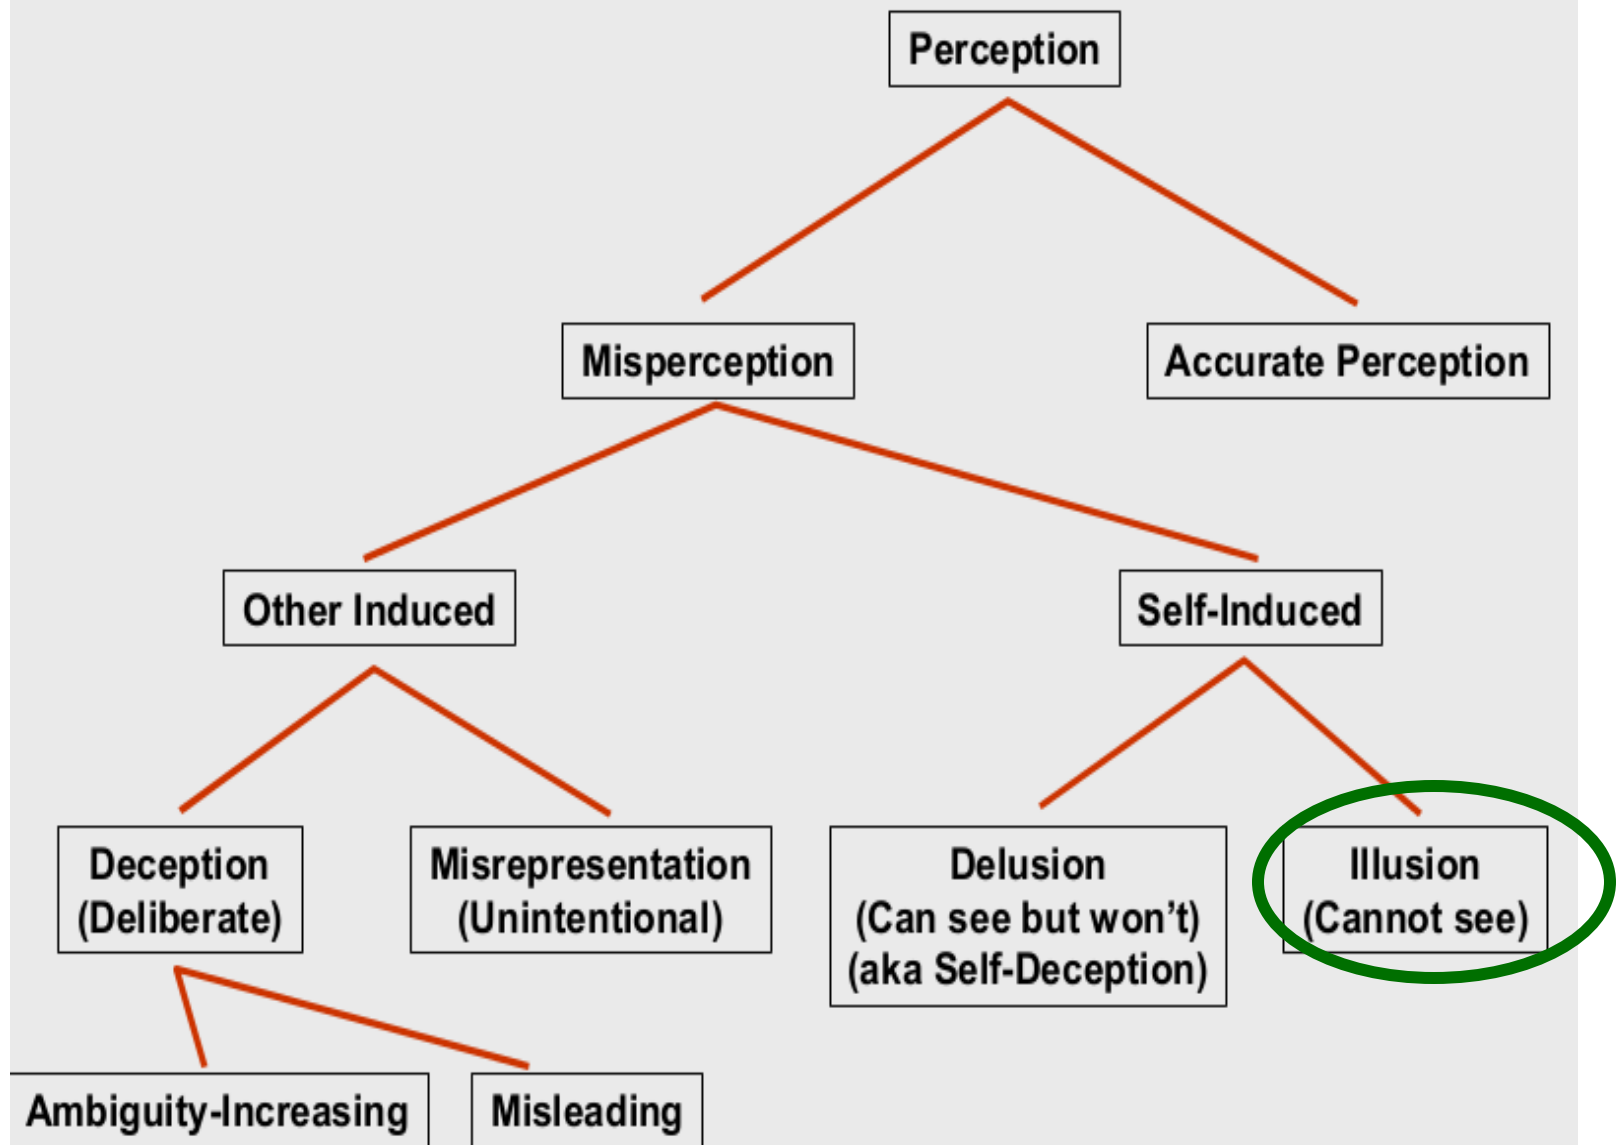 Perception
Misperception
Accurate Perception
Other Induced
Self-Induced
Deception
(Deliberate)
Misrepresentation
(Unintentional)
Delusion
(Can see but won't)
(aka Self-Deception)
Illusion
(Cannot see)
Ambiguity-Increasing
Misleading